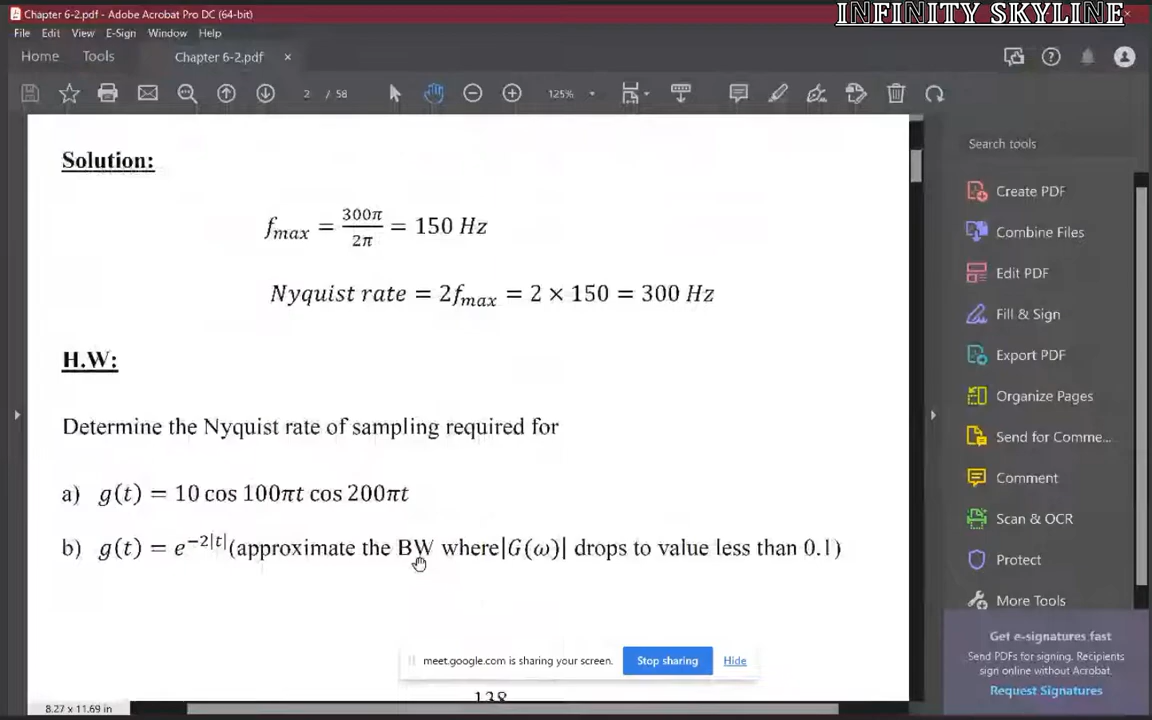 Chapter 6-2.pdf - Adobe Acrobat Pro DC (64-bit)
INFINITY SKYLINE
File Edit View E-Sign Window Help
Home Tools Chapter 6-2.pdf ×
2 / 58 125%
Solution:
f_max = 300π/2π = 150 Hz
Nyquist rate = 2f_max = 2 × 150 = 300 Hz
H.W:
Determine the Nyquist rate of sampling required for
a) g(t) = 10 cos 100πt cos 200πt
b) g(t) = e^{-2|t|}(approximate the BW where|G(ω)| drops to value less than 0.1)
meet.google.com is sharing your screen. Stop sharing Hide
138
8.27 x 11.69 in
Search tools
Create PDF
Combine Files
Edit PDF
Fill & Sign
Export PDF
Organize Pages
Send for Comme...
Comment
Scan & OCR
Protect
More Tools
Get e-signatures fast
Send PDFs for signing. Recipients
sign online without Acrobat.
Request Signatures